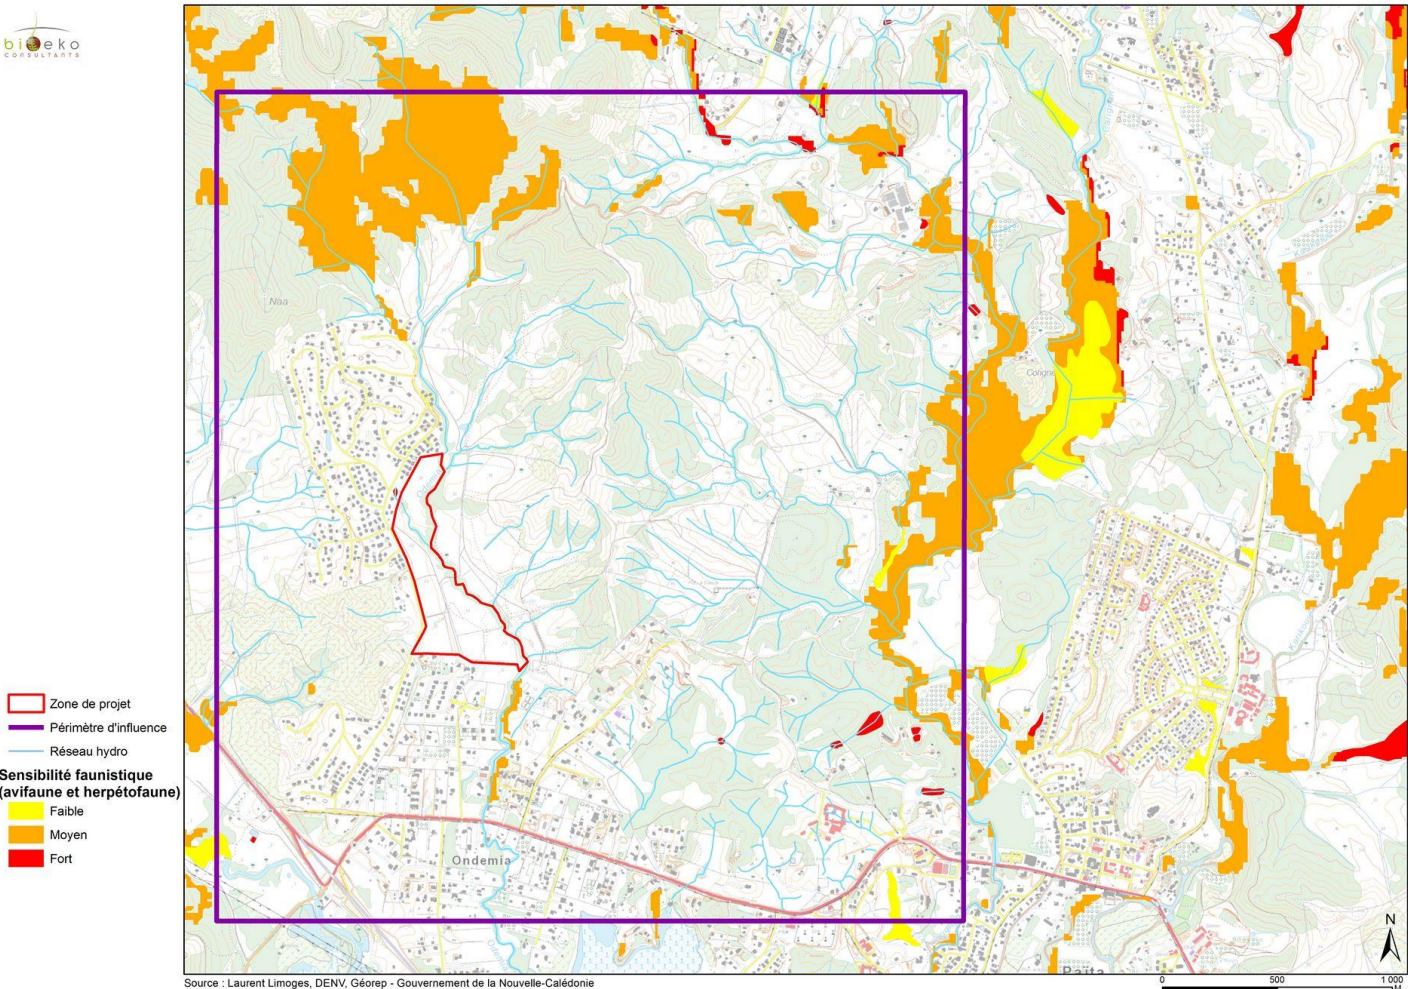 bioeko
CONSULTANTS
Naa
Coligny
Zone de projet
Périmètre d'influence
Réseau hydro
Sensibilité faunistique
(avifaune et herpétofaune)
Faible
Moyen
Fort
Ondemia
Païta
N
Source : Laurent Limoges, DENV, Géorep - Gouvernement de la Nouvelle-Calédonie
0 500 1 000
M